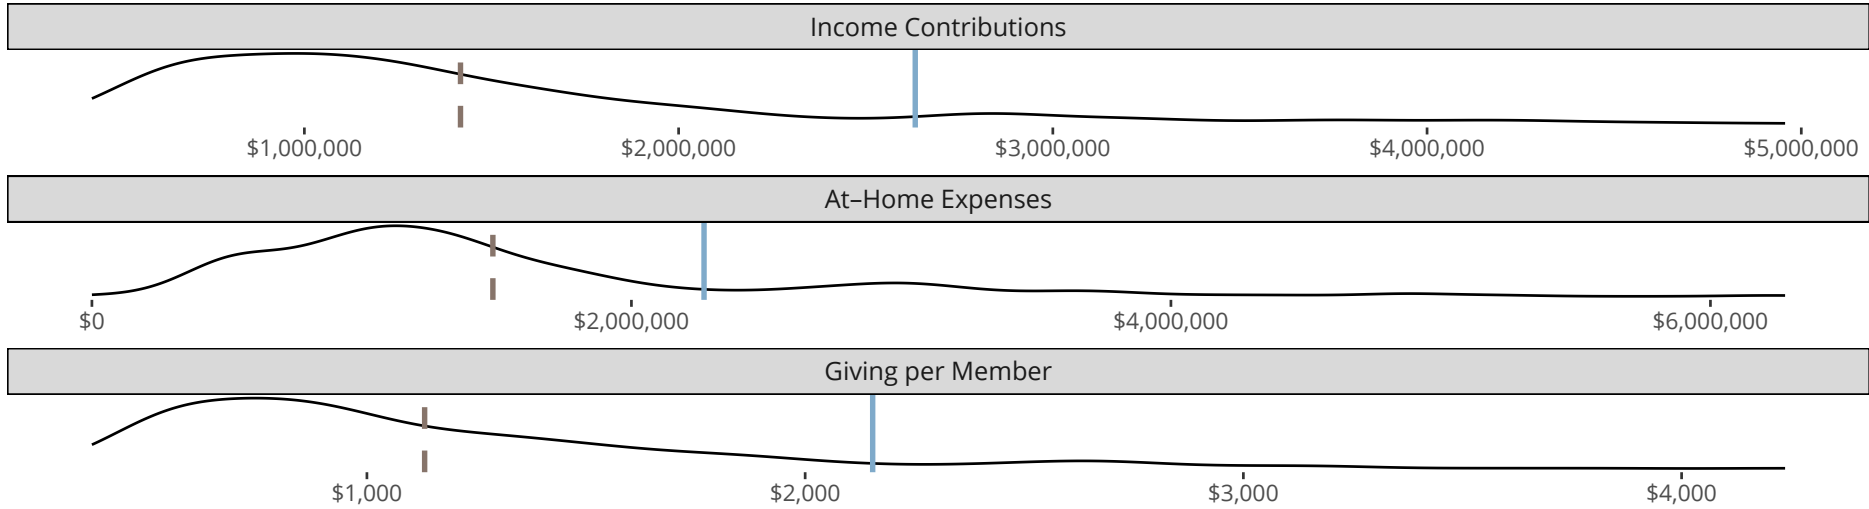 Income Contributions
$1,000,000 $2,000,000 $3,000,000 $4,000,000 $5,000,000
At–Home Expenses
$0 $2,000,000 $4,000,000 $6,000,000
Giving per Member
$1,000 $2,000 $3,000 $4,000